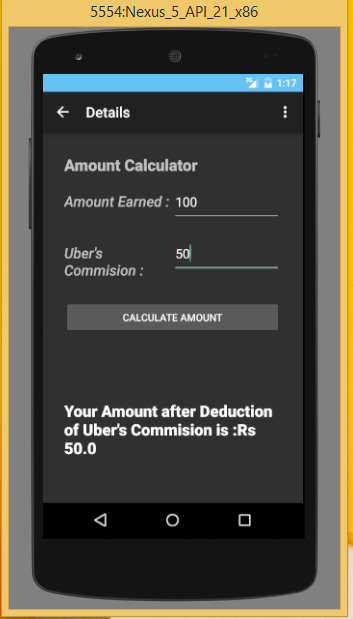 5554:Nexus_5_API_21_x86
3G 1:17
Details
Amount Calculator
Amount Earned : 100
Uber's 50
Commision :
CALCULATE AMOUNT
Your Amount after Deduction
of Uber's Commision is :Rs
50.0